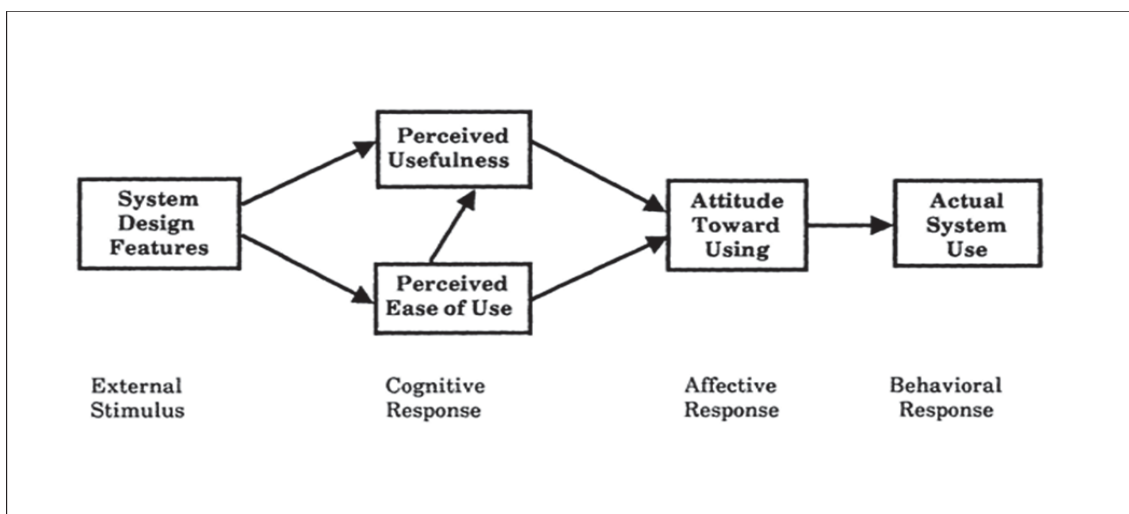 Perceived
Usefulness
System
Design
Features
Perceived
Ease of Use
Attitude
Toward
Using
Actual
System
Use
External
Stimulus
Cognitive
Response
Affective
Response
Behavioral
Response